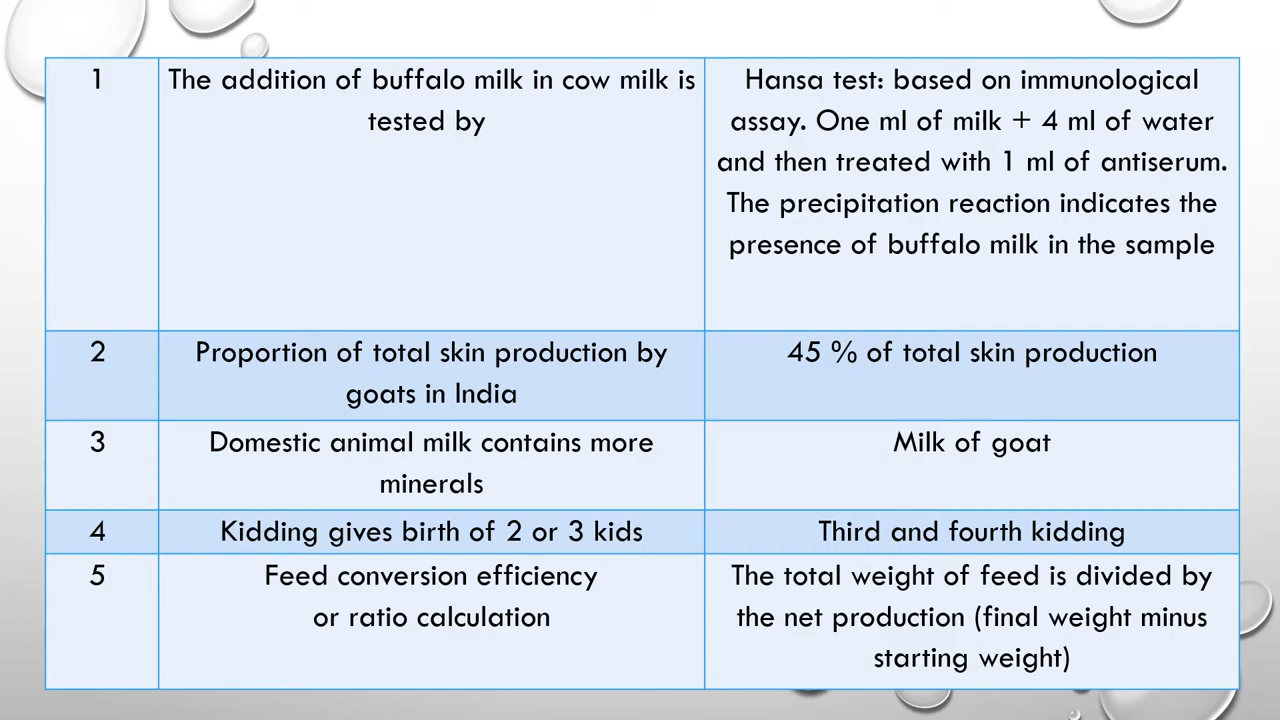 1
The addition of buffalo milk in cow milk is
tested by
Hansa test: based on immunological
assay. One ml of milk + 4 ml of water
and then treated with 1 ml of antiserum.
The precipitation reaction indicates the
presence of buffalo milk in the sample
2
Proportion of total skin production by
goats in India
45 % of total skin production
3
Domestic animal milk contains more
minerals
Milk of goat
4
Kidding gives birth of 2 or 3 kids
Third and fourth kidding
5
Feed conversion efficiency
or ratio calculation
The total weight of feed is divided by
the net production (final weight minus
starting weight)